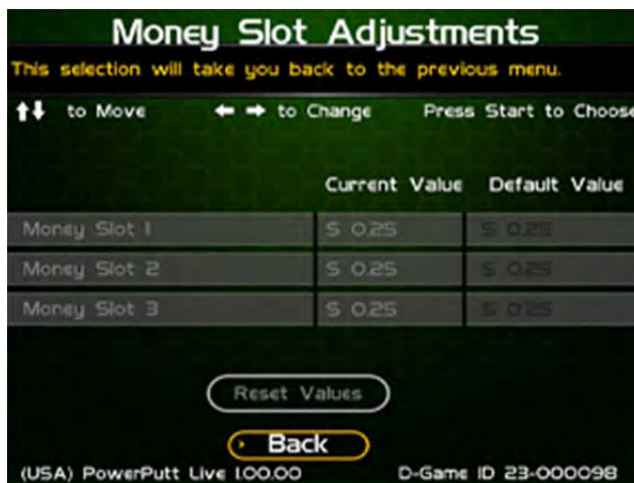 Money Slot Adjustments
This selection will take you back to the previous menu.
↑↓ to Move ← → to Change Press Start to Choose
Current Value Default Value
Money Slot 1 $ 0.25 $ 0.25
Money Slot 2 $ 0.25 $ 0.25
Money Slot 3 $ 0.25 $ 0.25
Reset Values
Back
(USA) PowerPutt Live 1.00.00 D-Game ID 23-000098